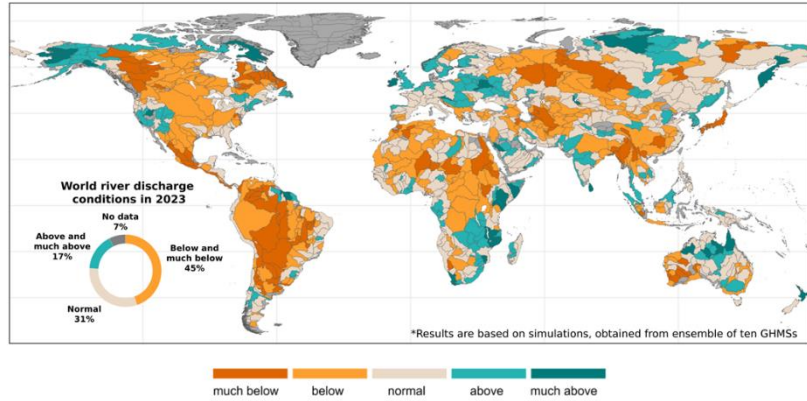 World river discharge
conditions in 2023
No data
7%
Above and
much above
17%
Below and
much below
45%
Normal
31%
*Results are based on simulations, obtained from ensemble of ten GHMSs
much below
below
normal
above
much above